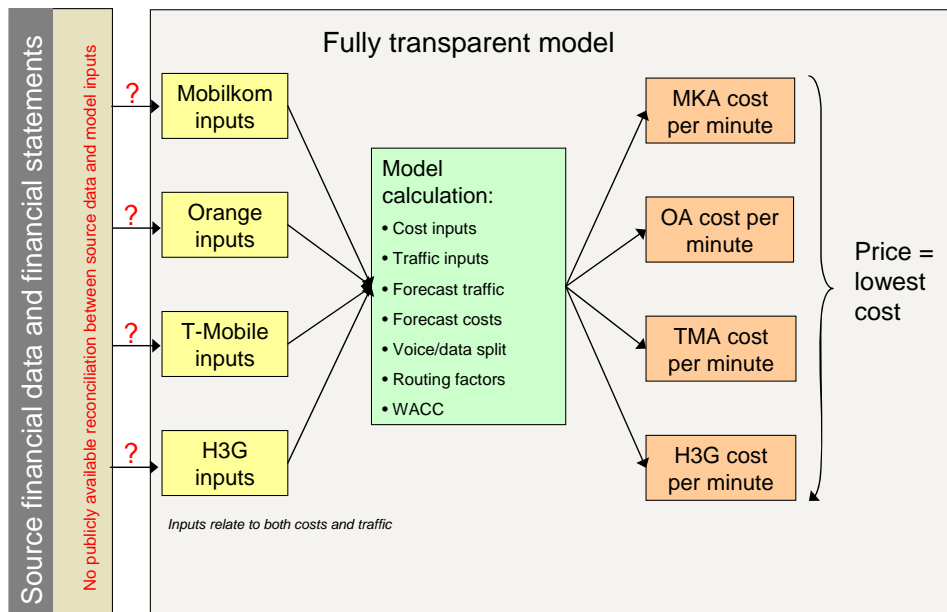 Source financial data and financial statements
No publicly available reconciliation between source data and model inputs
Fully transparent model
?
Mobilkom
inputs
?
Orange
inputs
?
T-Mobile
inputs
?
H3G
inputs
Inputs relate to both costs and traffic
Model
calculation:
• Cost inputs
• Traffic inputs
• Forecast traffic
• Forecast costs
• Voice/data split
• Routing factors
• WACC
MKA cost
per minute
OA cost per
minute
TMA cost
per minute
H3G cost
per minute
Price =
lowest
cost